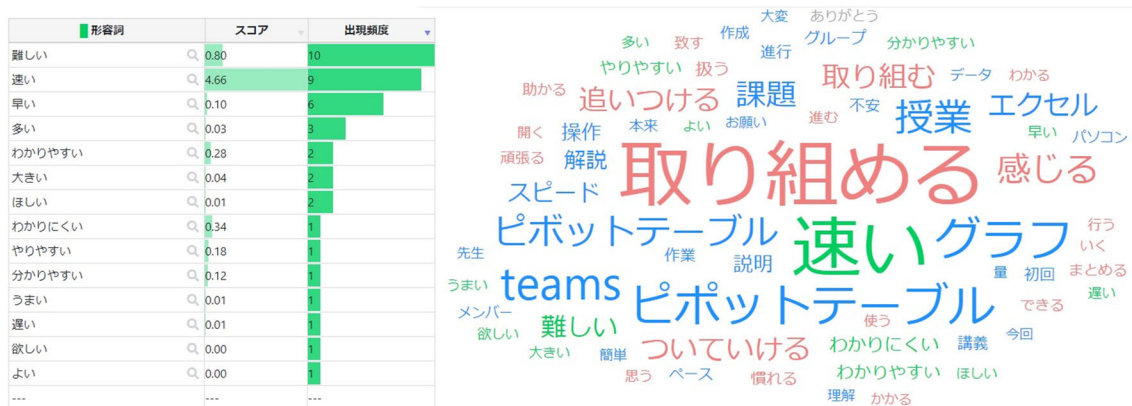 形容詞 スコア 出現頻度
難しい 0.80 10
速い 4.66 9
早い 0.10 6
多い 0.03 3
わかりやすい 0.28 2
大きい 0.04 2
ほしい 0.01 2
わかりにくい 0.34 1
やりやすい 0.18 1
分かりやすい 0.12 1
うまい 0.01 1
遅い 0.01 1
欲しい 0.00 1
よい 0.00 1
--- --- ---
大変 ありがとう
多い 致す 作成 進行 グループ 分かりやすい
やりやすい 扱う 取り組む データ わかる
助かる 追いつける 課題 不安 授業 エクセル
開く 操作 本来 よい お願い 進む 早い パソコン
頑張る 解説 取り組める 感じる
スピード
ピボットテーブル 速い グラフ 行う
先生 作業 説明 いく
うまい teams 量 初回 まとめる
メンバー ピポットテーブル できる 遅い
欲しい 難しい 使う 今回
大きい 簡単 ついていける わかりにくい 講義
思う ペース 慣れる わかりやすい ほしい
理解 かかる